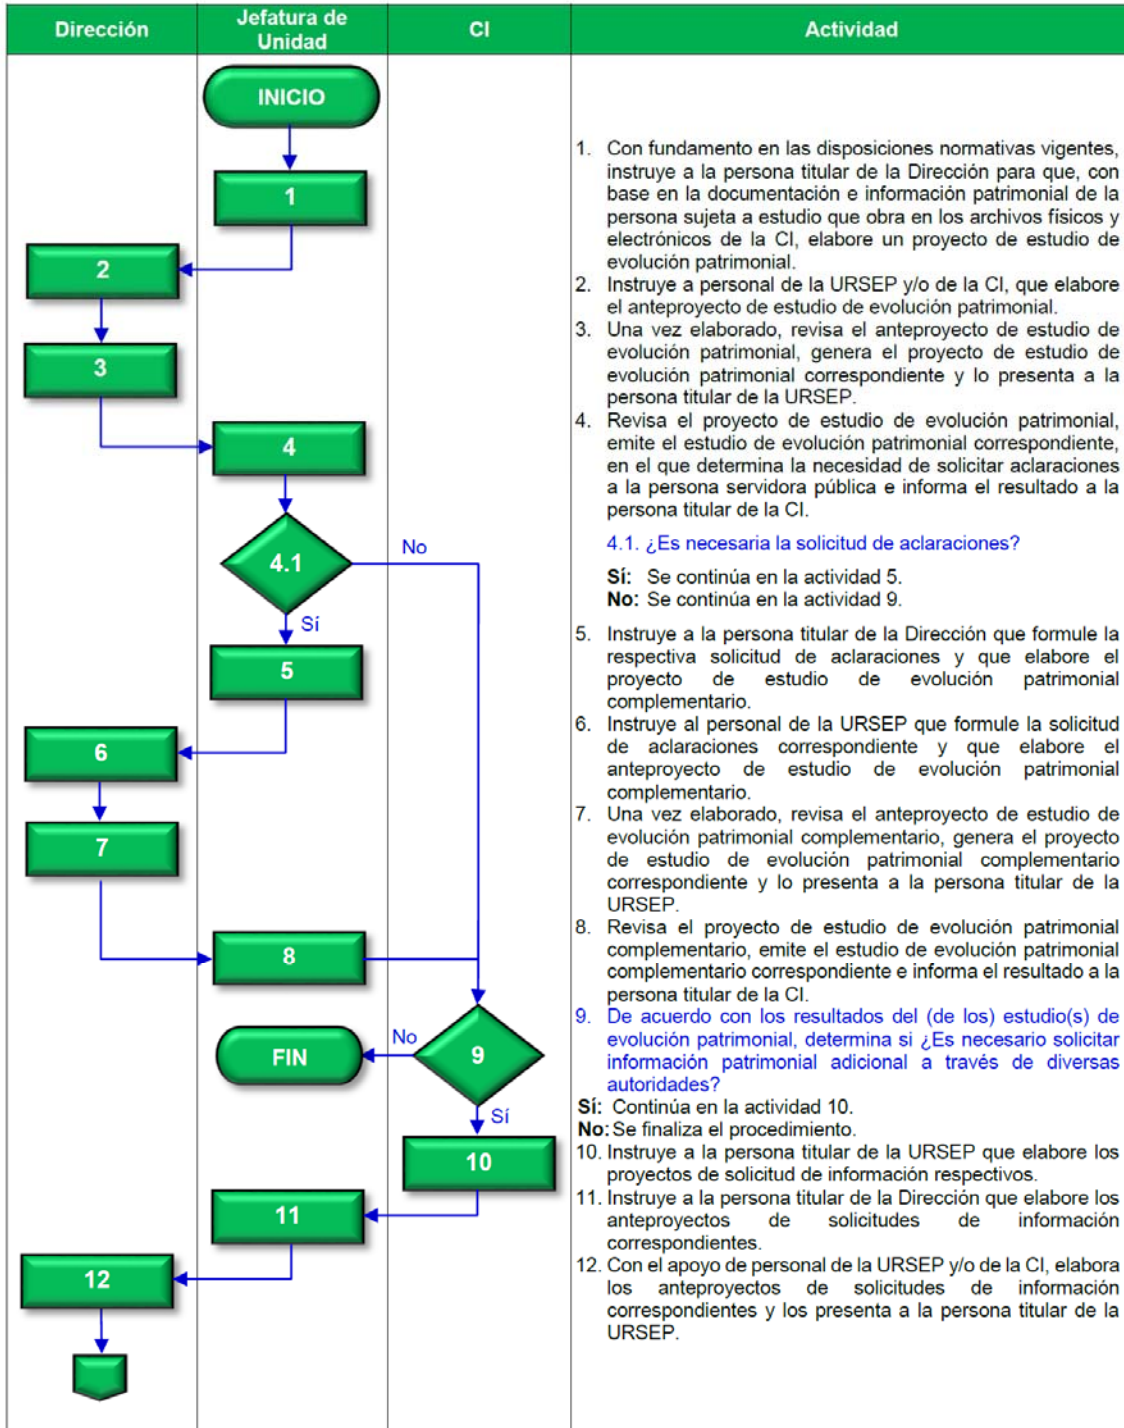 Dirección
Jefatura de
Unidad
CI
Actividad
INICIO
1
2
3
4
4.1
No
Sí
5
6
7
8
9
No
FIN
Sí
10
11
12
1. Con fundamento en las disposiciones normativas vigentes,
instruye a la persona titular de la Dirección para que, con
base en la documentación e información patrimonial de la
persona sujeta a estudio que obra en los archivos físicos y
electrónicos de la CI, elabore un proyecto de estudio de
evolución patrimonial.
2. Instruye a personal de la URSEP y/o de la CI, que elabore
el anteproyecto de estudio de evolución patrimonial.
3. Una vez elaborado, revisa el anteproyecto de estudio de
evolución patrimonial, genera el proyecto de estudio de
evolución patrimonial correspondiente y lo presenta a la
persona titular de la URSEP.
4. Revisa el proyecto de estudio de evolución patrimonial,
emite el estudio de evolución patrimonial correspondiente,
en el que determina la necesidad de solicitar aclaraciones
a la persona servidora pública e informa el resultado a la
persona titular de la CI.
4.1. ¿Es necesaria la solicitud de aclaraciones?
Sí: Se continúa en la actividad 5.
No: Se continúa en la actividad 9.
5. Instruye a la persona titular de la Dirección que formule la
respectiva solicitud de aclaraciones y que elabore el
proyecto de estudio de evolución patrimonial
complementario.
6. Instruye al personal de la URSEP que formule la solicitud
de aclaraciones correspondiente y que elabore el
anteproyecto de estudio de evolución patrimonial
complementario.
7. Una vez elaborado, revisa el anteproyecto de estudio de
evolución patrimonial complementario, genera el proyecto
de estudio de evolución patrimonial complementario
correspondiente y lo presenta a la persona titular de la
URSEP.
8. Revisa el proyecto de estudio de evolución patrimonial
complementario, emite el estudio de evolución patrimonial
complementario correspondiente e informa el resultado a la
persona titular de la CI.
9. De acuerdo con los resultados del (de los) estudio(s) de
evolución patrimonial, determina si ¿Es necesario solicitar
información patrimonial adicional a través de diversas
autoridades?
Sí: Continúa en la actividad 10.
No: Se finaliza el procedimiento.
10. Instruye a la persona titular de la URSEP que elabore los
proyectos de solicitud de información respectivos.
11. Instruye a la persona titular de la Dirección que elabore los
anteproyectos de solicitudes de información
correspondientes.
12. Con el apoyo de personal de la URSEP y/o de la CI, elabora
los anteproyectos de solicitudes de información
correspondientes y los presenta a la persona titular de la
URSEP.